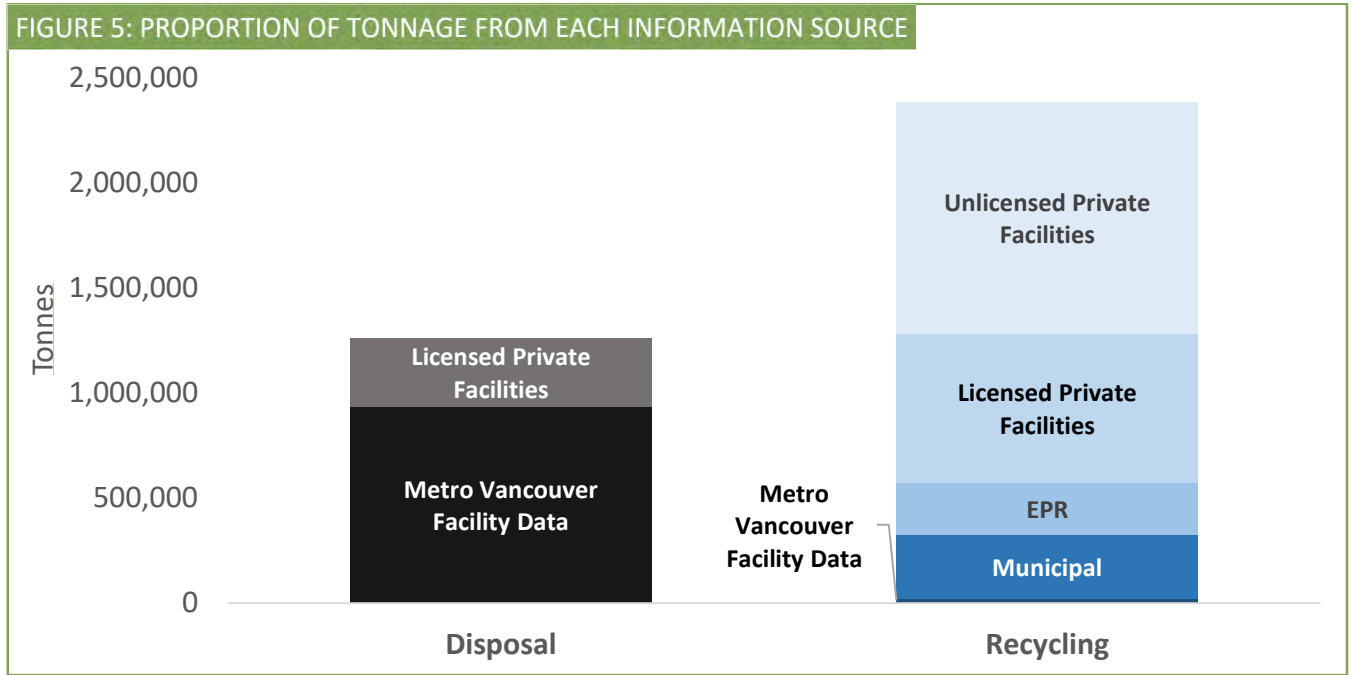 FIGURE 5: PROPORTION OF TONNAGE FROM EACH INFORMATION SOURCE
2,500,000
2,000,000
1,500,000
1,000,000
500,000
0
Tonnes
Licensed Private
Facilities
Metro Vancouver
Facility Data
Metro
Vancouver
Facility Data
Unlicensed Private
Facilities
Licensed Private
Facilities
EPR
Municipal
Disposal
Recycling